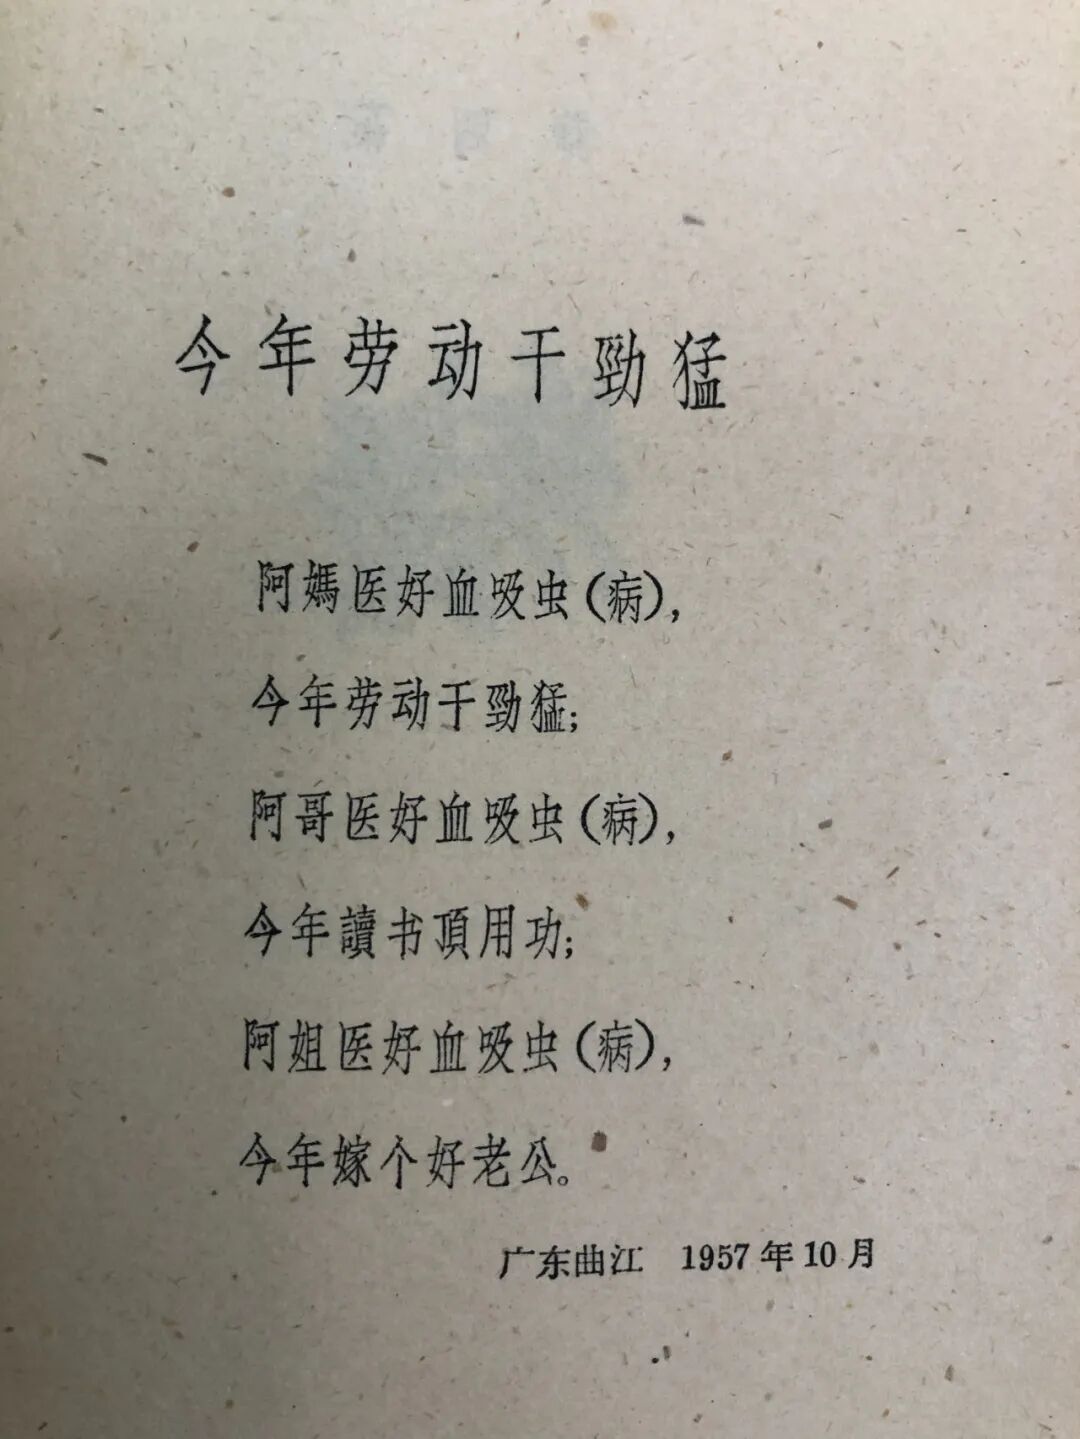 今年劳动干勁猛
阿媽医好血吸虫(病),
今年劳动干勁猛;
阿哥医好血吸虫(病),
今年讀书頂用功;
阿姐医好血吸虫(病),
今年嫁个好老公。
广东曲江 1957年10月